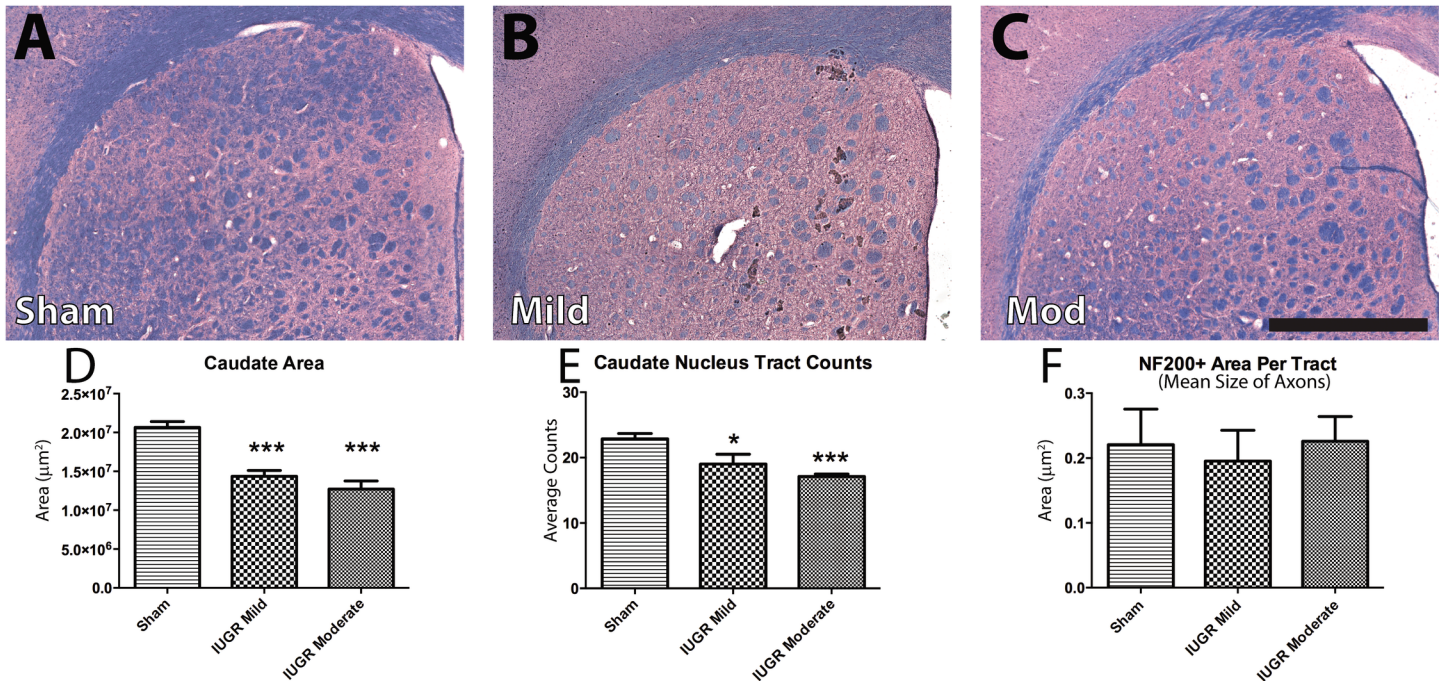 A
B
C
Sham
Mild
Mod
D
Caudate Area
Area (μm²)
2.5×10⁷
2.0×10⁷
1.5×10⁷
1.0×10⁷
5.0×10⁶
0.0
***
***
Sham
IUGR Mild
IUGR Moderate
E
Caudate Nucleus Tract Counts
Average Counts
30
20
10
0
*
***
Sham
IUGR Mild
IUGR Moderate
F
NF200+ Area Per Tract
(Mean Size of Axons)
Area (μm²)
0.3
0.2
0.1
0.0
Sham
IUGR Mild
IUGR Moderate